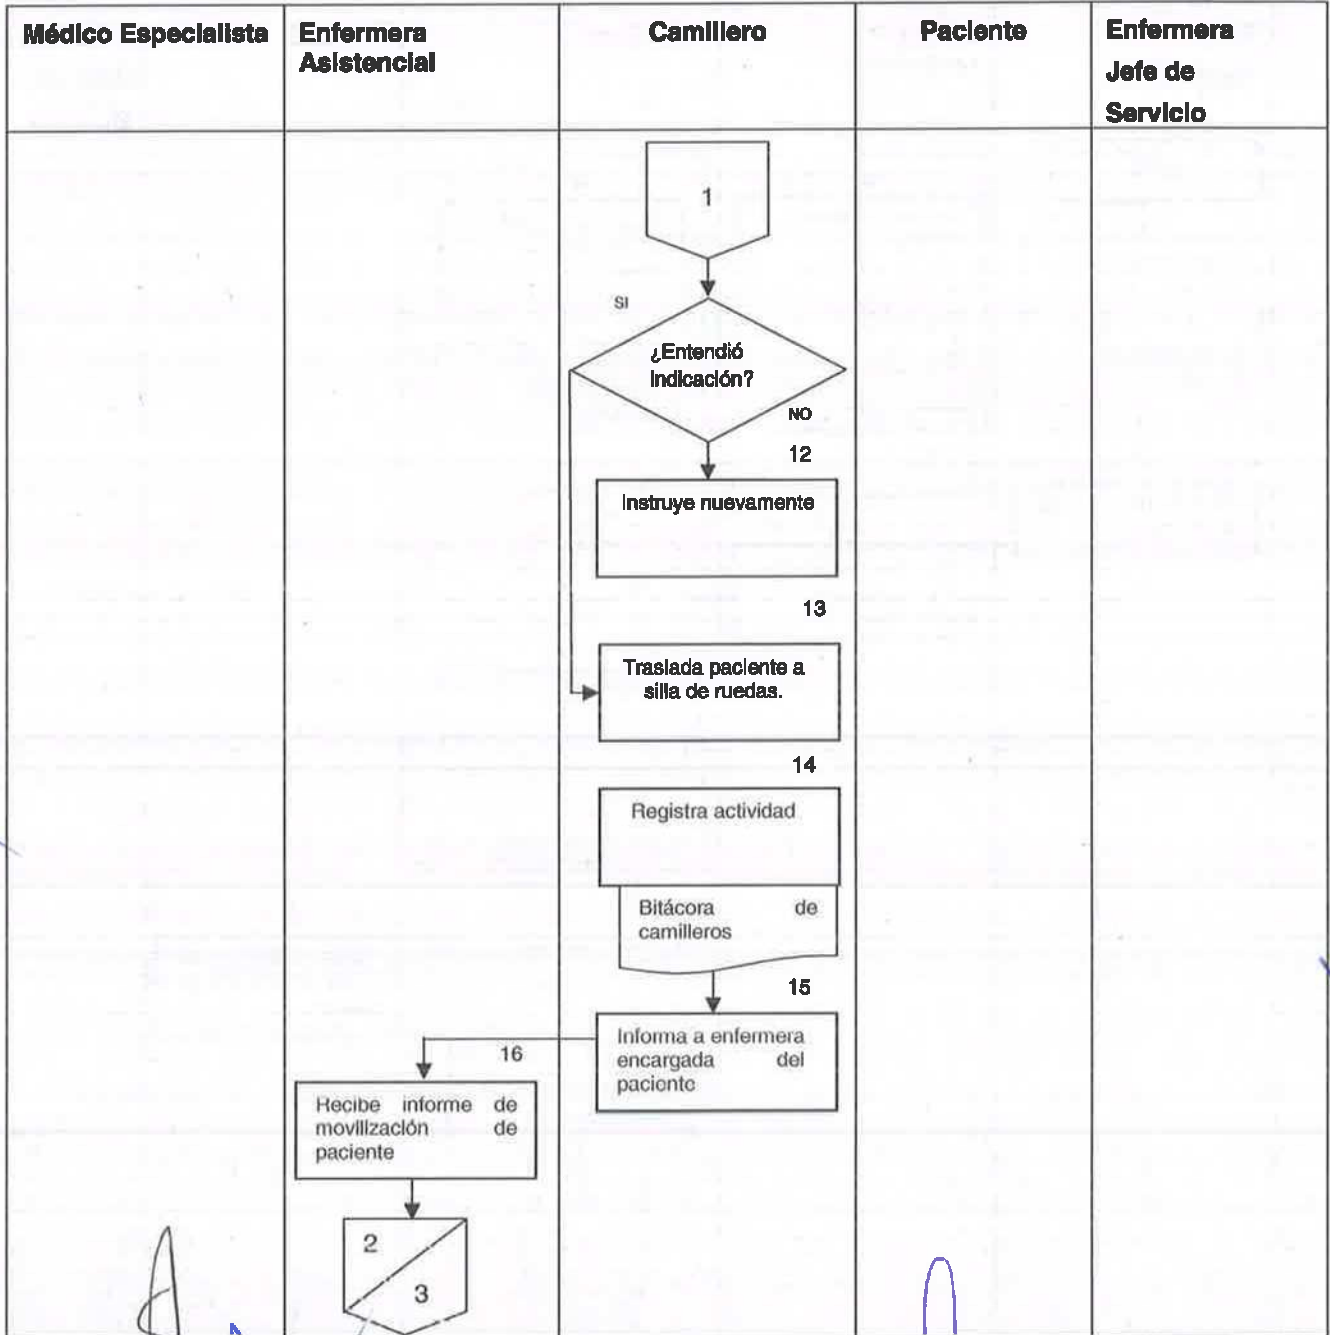 Médico Especialista
Enfermera
Asistencial
Camillero
Paciente
Enfermera
Jefe de
Servicio
1
SI
¿Entendió
indicación?
NO
12
Instruye nuevamente
13
Traslada paciente a
silla de ruedas.
14
Registra actividad
Bitácora de
camilleros
15
Informa a enfermera
encargada del
paciente
16
Recibe informe de
movilización de
paciente
2
3